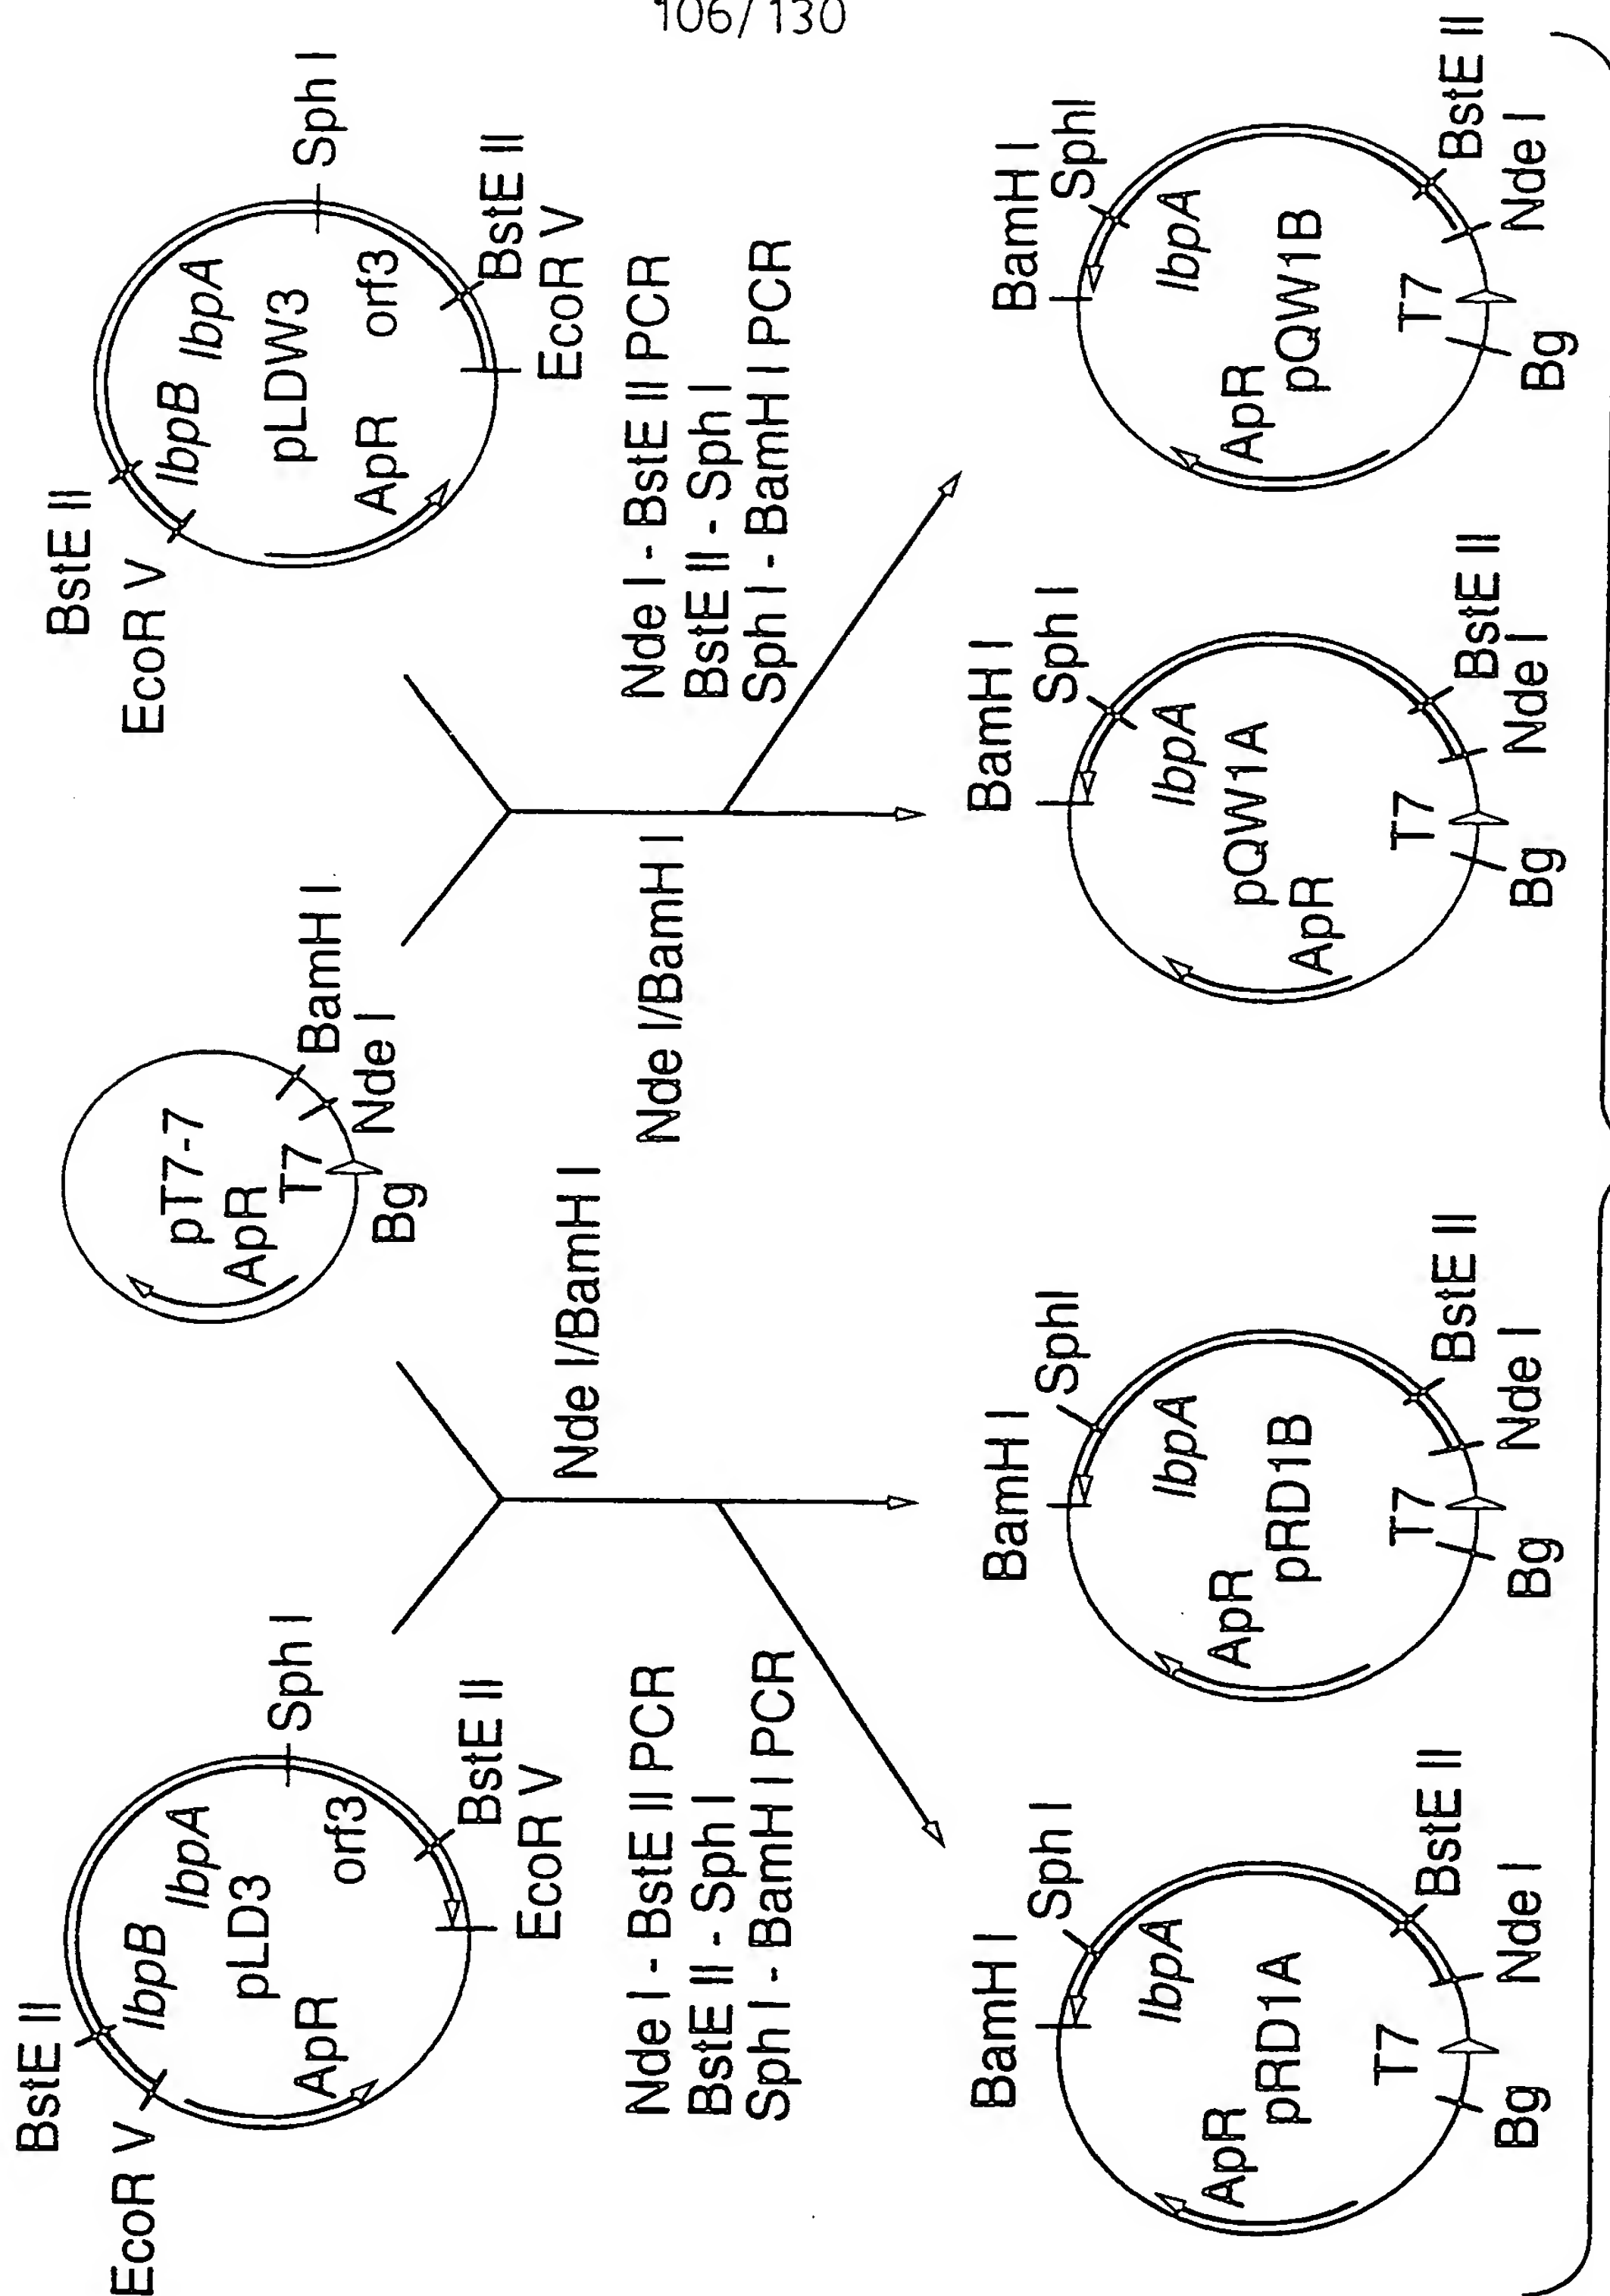 106/130
BstE II
EcoR V
lbpB
lbpA
pLD3
ApR
orf3
Sph I
BstE II
EcoR V
pT7-7
ApR
T7
BamH I
Nde I
Bg
BstE II
EcoR V
lbpB
lbpA
pLDW3
ApR
orf3
Sph I
BstE II
EcoR V
Nde I/BamH I
Nde I - BstE II PCR
BstE II - Sph I
Sph I - BamH I PCR
Nde I/BamH I
Nde I - BstE II PCR
BstE II - Sph I
Sph I - BamH I PCR
BamH I
Sph I
lbpA
ApR
pRD1A
T7
BstE II
Nde I
Bg
BamH I
SphI
lbpA
ApR
pRD1B
T7
BstE II
Nde I
Bg
BamH I
Sph I
lbpA
pQW1A
ApR
T7
BstE II
Nde I
Bg
BamH I
SphI
lbpA
ApR
pQW1B
T7
BstE II
Nde I
Bg